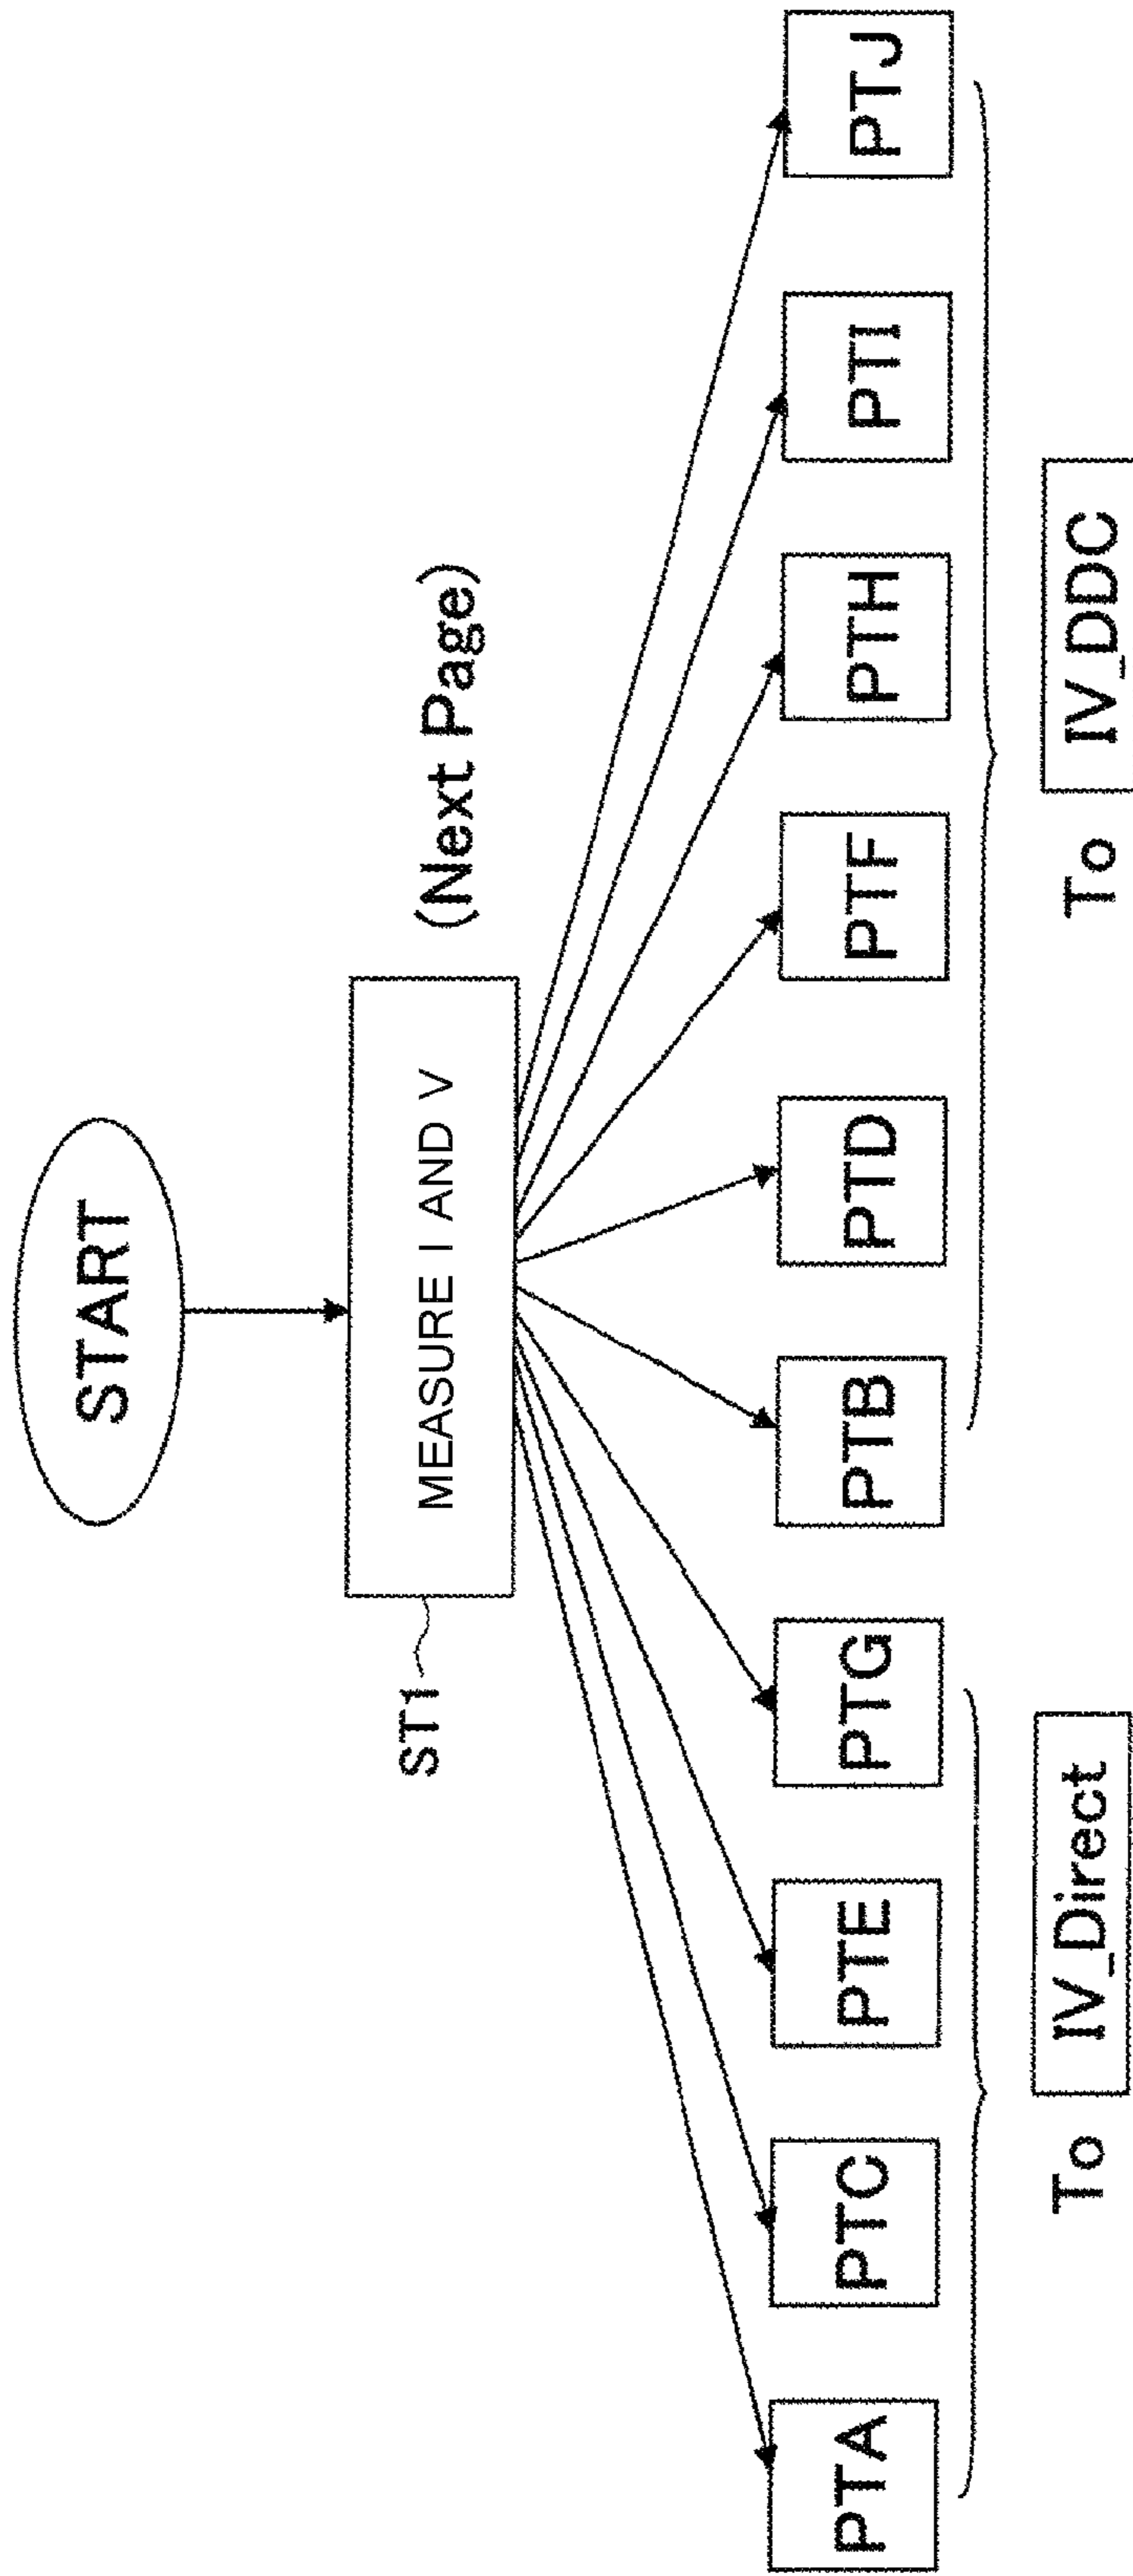 START
MEASURE I AND V
ST1
(Next Page)
PTA
PTC
PTE
PTG
PTB
PTD
PTF
PTH
PTI
PTJ
To IV_Direct
To IV_DDC